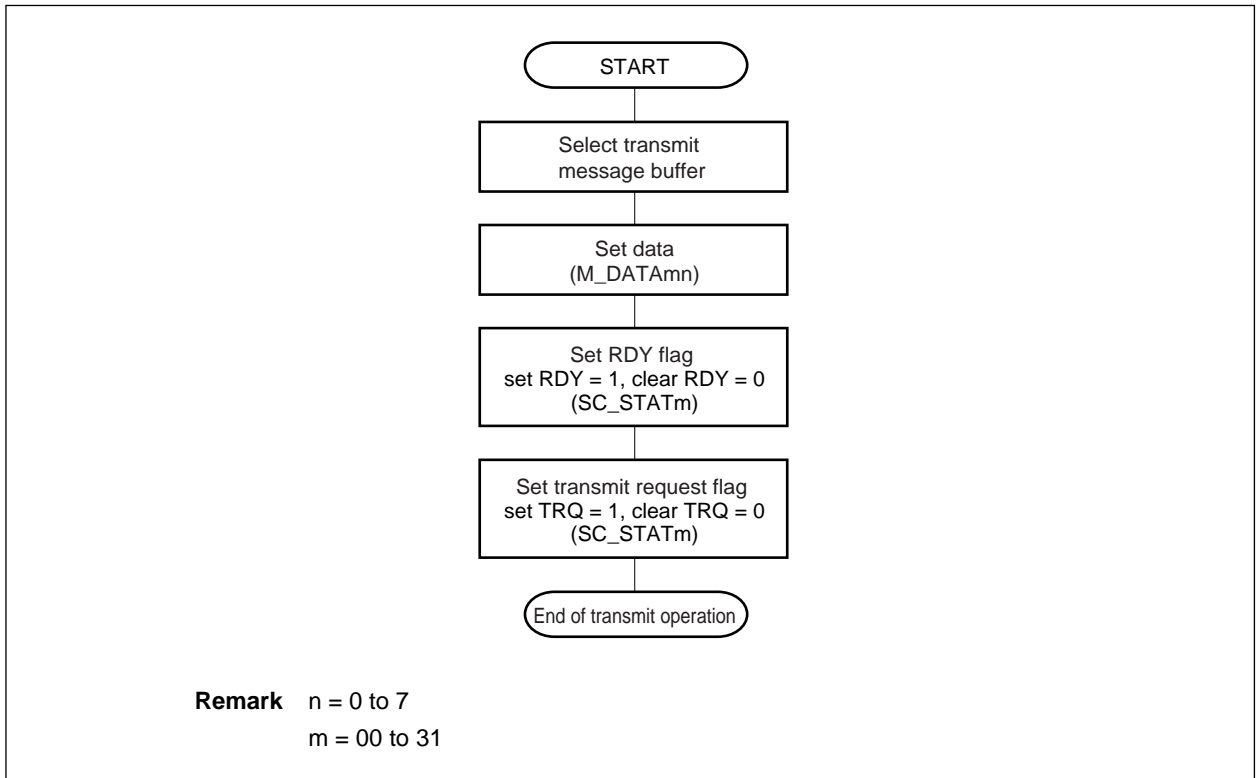 START
Select transmit
message buffer
Set data
(M_DATAmn)
Set RDY flag
set RDY = 1, clear RDY = 0
(SC_STATm)
Set transmit request flag
set TRQ = 1, clear TRQ = 0
(SC_STATm)
End of transmit operation
Remark n = 0 to 7
m = 00 to 31